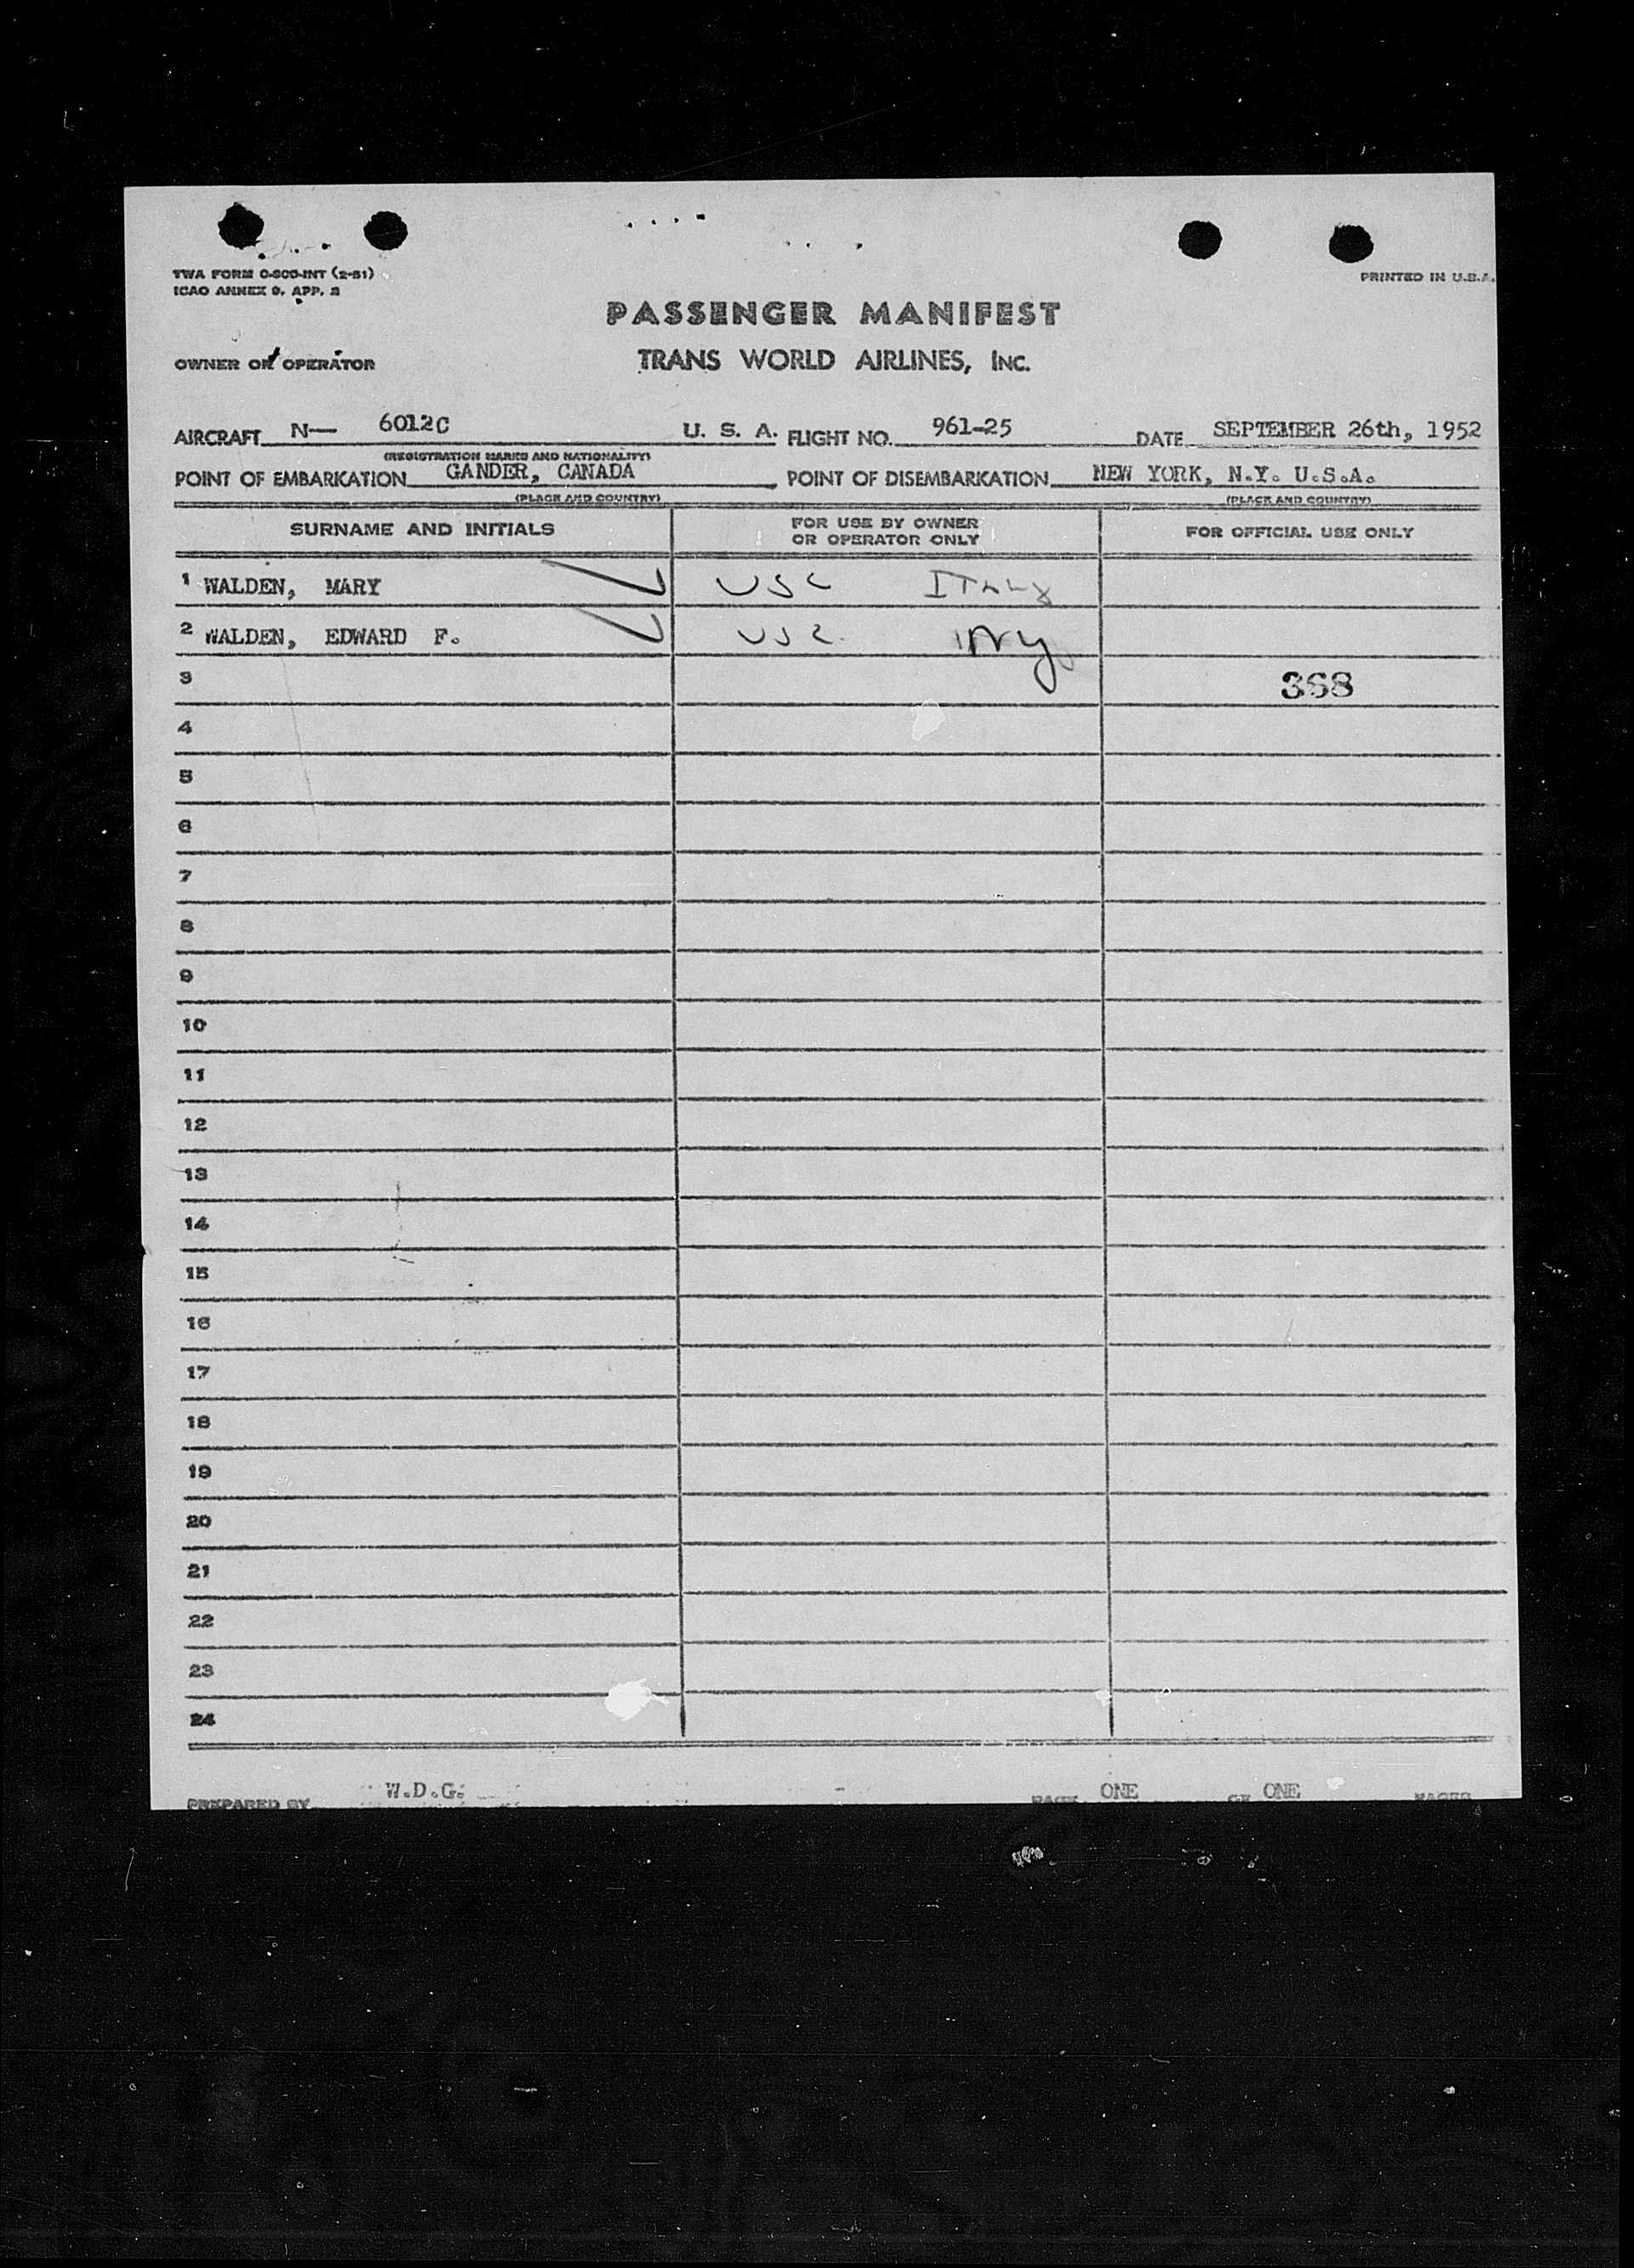 TWA FORM O-800-INT (2-51)
ICAO ANNEX 9, APP. 2
PRINTED IN U.S.A.
PASSENGER MANIFEST
OWNER OR OPERATOR TRANS WORLD AIRLINES, INC.
AIRCRAFT N— 6012C U. S. A. FLIGHT NO. 961-25 DATE SEPTEMBER 26th, 1952
(REGISTRATION MARKS AND NATIONALITY)
POINT OF EMBARKATION GANDER, CANADA POINT OF DISEMBARKATION NEW YORK, N.Y. U.S.A.
(PLACE AND COUNTRY) (PLACE AND COUNTRY)
SURNAME AND INITIALS FOR USE BY OWNER OR OPERATOR ONLY FOR OFFICIAL USE ONLY
1 WALDEN, MARY USC ITALY
2 WALDEN, EDWARD F. USC
3 368
4
5
6
7
8
9
10
11
12
13
14
15
16
17
18
19
20
21
22
23
24
PREPARED BY W.D.G. PAGE ONE OF ONE PAGES